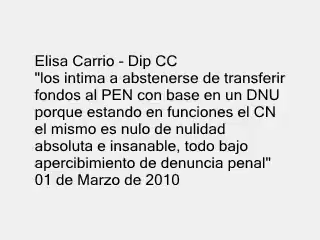 Elisa Carrio - Dip CC
"los intima a abstenerse de transferir
fondos al PEN con base en un DNU
porque estando en funciones el CN
el mismo es nulo de nulidad
absoluta e insanable, todo bajo
apercibimiento de denuncia penal"
01 de Marzo de 2010